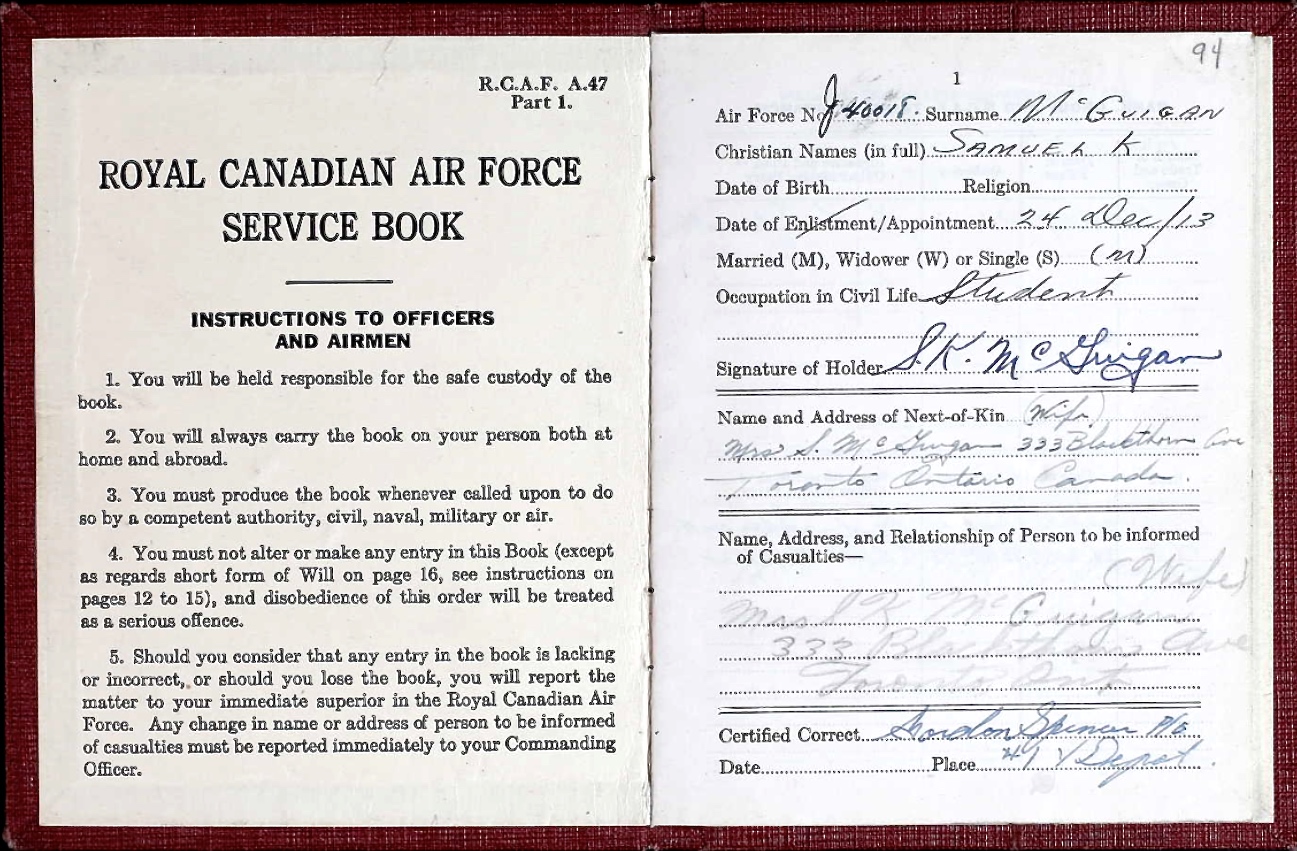 R.C.A.F. A.47
Part 1.
ROYAL CANADIAN AIR FORCE
SERVICE BOOK
INSTRUCTIONS TO OFFICERS
AND AIRMEN
1. You will be held responsible for the safe custody of the
book.
2. You will always carry the book on your person both at
home and abroad.
3. You must produce the book whenever called upon to do
so by a competent authority, civil, naval, military or air.
4. You must not alter or make any entry in this Book (except
as regards short form of Will on page 16, see instructions on
pages 12 to 15), and disobedience of this order will be treated
as a serious offence.
5. Should you consider that any entry in the book is lacking
or incorrect, or should you lose the book, you will report the
matter to your immediate superior in the Royal Canadian Air
Force. Any change in name or address of person to be informed
of casualties must be reported immediately to your Commanding
Officer.
94
1
Air Force No J40018. Surname McGUIGAN
Christian Names (in full) SAMUEL K
Date of Birth Religion
Date of Enlistment/Appointment 24 Dec/13
Married (M), Widower (W) or Single (S) (M)
Occupation in Civil Life Student
Signature of Holder S.K. McGuigan
Name and Address of Next-of-Kin (Wife)
Mrs S. McGuigan 333 Blackthorn Ave
Toronto Ontario Canada.
Name, Address, and Relationship of Person to be informed
of Casualties—
(Wife)
Mrs S K McGuigan
333 Blackthorn Ave
Toronto Ont
Certified Correct Gordon Spencer
Date Place Depot.